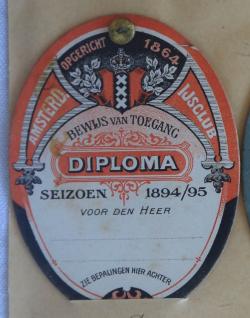 OPGERICHT 1864
AMSTERD. IJSCLUB
BEWIJS VAN TOEGANG
DIPLOMA
SEIZOEN 1894/95
VOOR DEN HEER
ZIE BEPALINGEN HIER ACHTER